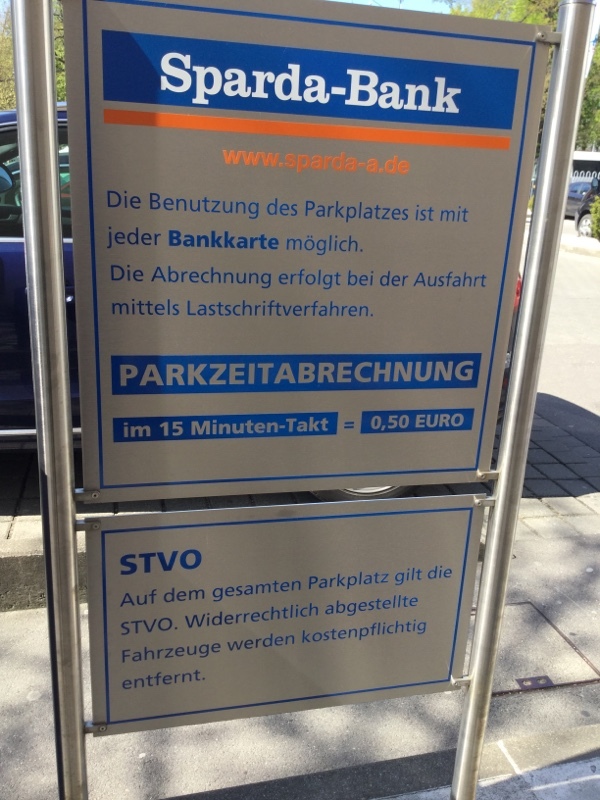 Sparda-Bank
www.sparda-a.de
Die Benutzung des Parkplatzes ist mit
jeder Bankkarte möglich.
Die Abrechnung erfolgt bei der Ausfahrt
mittels Lastschriftverfahren.
PARKZEITABRECHNUNG
im 15 Minuten-Takt = 0,50 EURO
STVO
Auf dem gesamten Parkplatz gilt die
STVO. Widerrechtlich abgestellte
Fahrzeuge werden kostenpflichtig
entfernt.